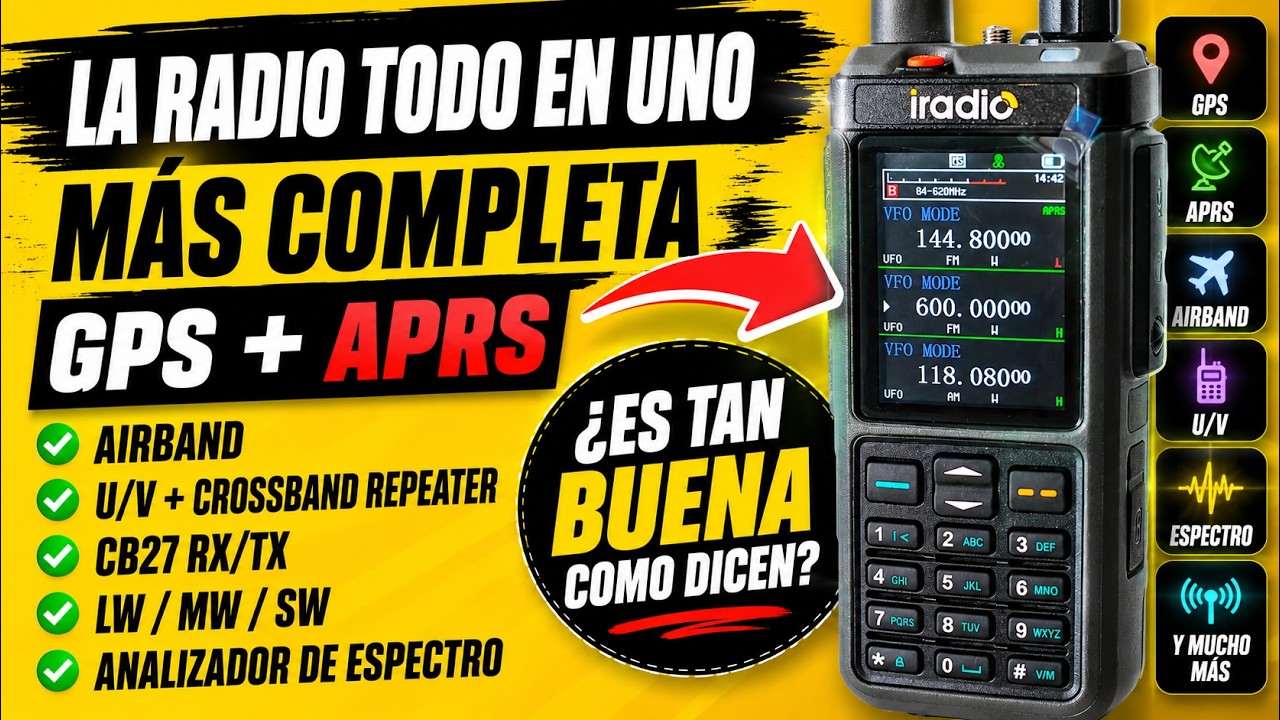 LA RADIO TODO EN UNO
MÁS COMPLETA
GPS + APRS
AIRBAND
U/V + CROSSBAND REPEATER
CB27 RX/TX
LW / MW / SW
ANALIZADOR DE ESPECTRO
¿ES TAN
BUENA
COMO DICEN?
iradio
14:42
B 84-620MHz
VFO MODE APRS
144.80000
UFO FM W L
VFO MODE
600.00000
UFO FM W H
VFO MODE
118.08000
UFO AM W H
1 2 ABC 3 DEF
4 GHI 5 JKL 6 MNO
7 PQRS 8 TUV 9 WXYZ
* 0 # V/M
GPS
APRS
AIRBAND
U/V
ESPECTRO
Y MUCHO
MÁS